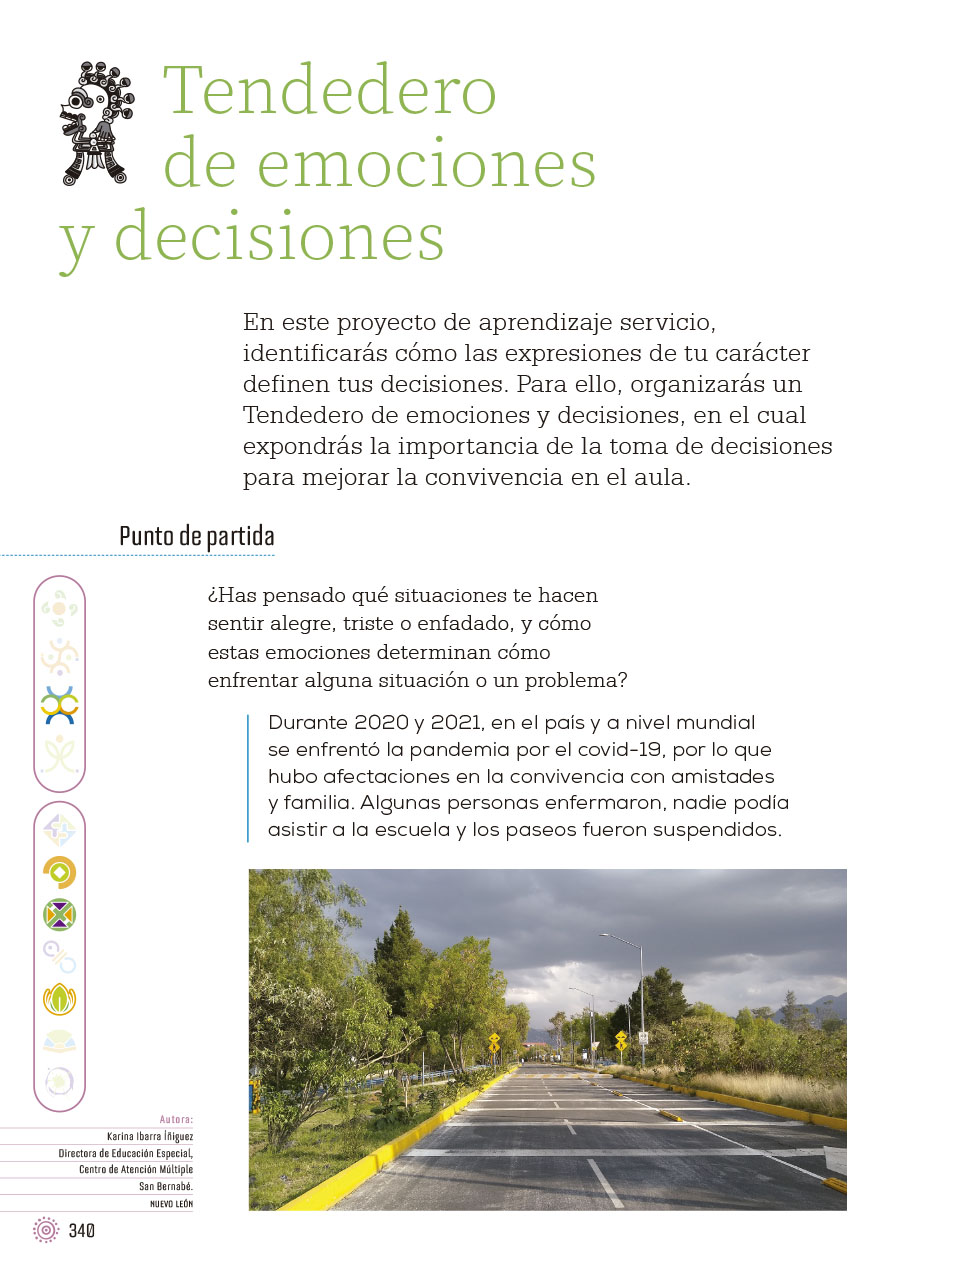 Tendedero
de emociones
y decisiones
En este proyecto de aprendizaje servicio,
identificarás cómo las expresiones de tu carácter
definen tus decisiones. Para ello, organizarás un
Tendedero de emociones y decisiones, en el cual
expondrás la importancia de la toma de decisiones
para mejorar la convivencia en el aula.
Punto de partida
¿Has pensado qué situaciones te hacen
sentir alegre, triste o enfadado, y cómo
estas emociones determinan cómo
enfrentar alguna situación o un problema?
Durante 2020 y 2021, en el país y a nivel mundial
se enfrentó la pandemia por el covid-19, por lo que
hubo afectaciones en la convivencia con amistades
y familia. Algunas personas enfermaron, nadie podía
asistir a la escuela y los paseos fueron suspendidos.
Autora:
Karina Ibarra Íñiguez
Directora de Educación Especial,
Centro de Atención Múltiple
San Bernabé.
NUEVO LEÓN
340